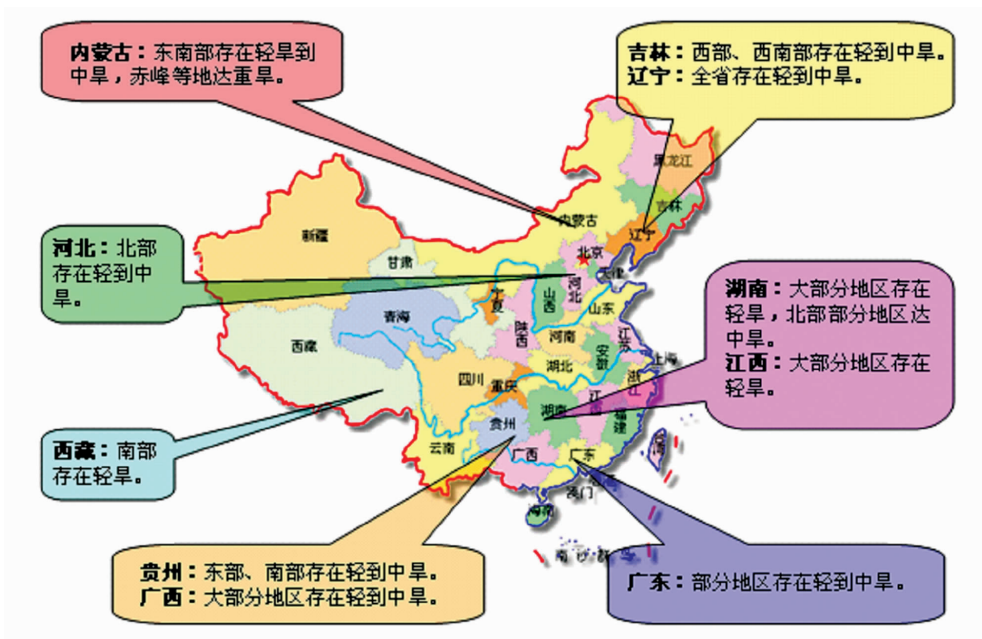 内蒙古：东南部存在轻旱到
中旱，赤峰等地达重旱。
吉林：西部、西南部存在轻到中旱。
辽宁：全省存在轻到中旱。
河北：北部
存在轻到中
旱。
湖南：大部分地区存在
轻旱，北部部分地区达
中旱。
江西：大部分地区存在
轻旱。
西藏：南部
存在轻旱。
贵州：东部、南部存在轻到中旱。
广西：大部分地区存在轻到中旱。
广东：部分地区存在轻到中旱。
黑龙江
吉林
辽宁
内蒙古
新疆
北京
天津
甘肃
河北
山西
宁夏
山东
青海
陕西
河南
江苏
西藏
安徽
上海
湖北
四川
重庆
浙江
湖南
江西
贵州
福建
云南
广西
广东
台湾
澳门
海南
南沙群岛